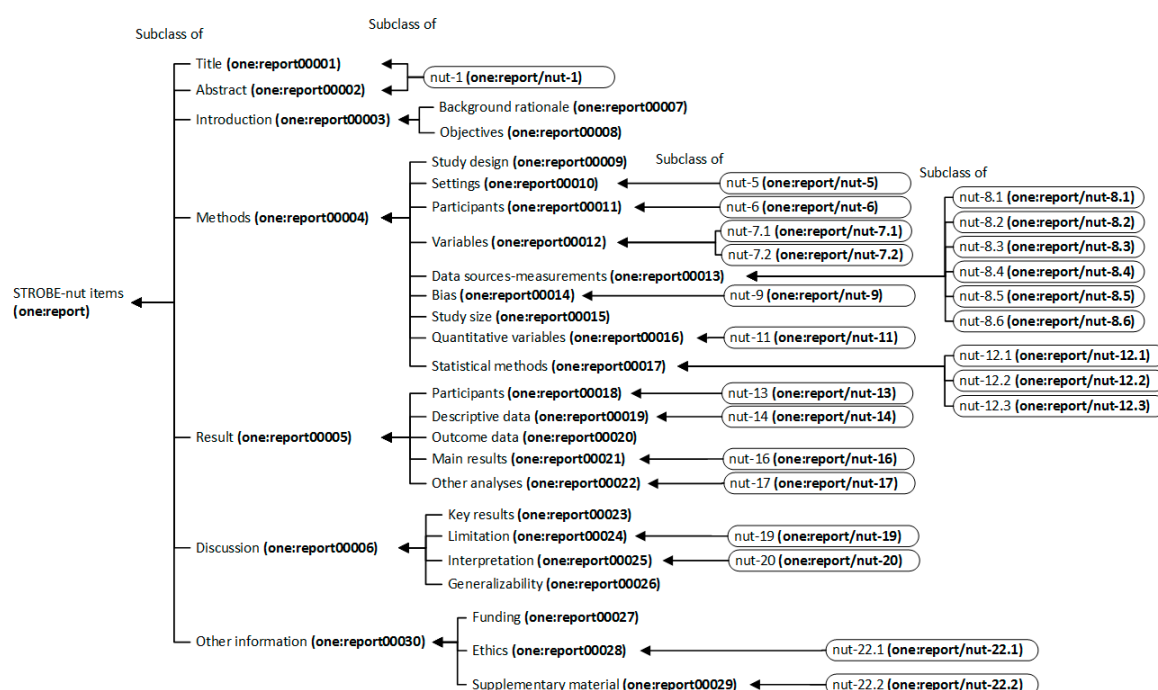 Subclass of
Subclass of
Title (one:report00001)
nut-1 (one:report/nut-1)
Abstract (one:report00002)
Introduction (one:report00003)
Background rationale (one:report00007)
Objectives (one:report00008)
Methods (one:report00004)
Study design (one:report00009)
Subclass of
Subclass of
Settings (one:report00010)
nut-5 (one:report/nut-5)
Participants (one:report00011)
nut-6 (one:report/nut-6)
Variables (one:report00012)
nut-7.1 (one:report/nut-7.1)
nut-7.2 (one:report/nut-7.2)
Data sources-measurements (one:report00013)
nut-8.1 (one:report/nut-8.1)
nut-8.2 (one:report/nut-8.2)
nut-8.3 (one:report/nut-8.3)
nut-8.4 (one:report/nut-8.4)
nut-8.5 (one:report/nut-8.5)
nut-8.6 (one:report/nut-8.6)
Bias (one:report00014)
nut-9 (one:report/nut-9)
Study size (one:report00015)
Quantitative variables (one:report00016)
nut-11 (one:report/nut-11)
Statistical methods (one:report00017)
nut-12.1 (one:report/nut-12.1)
nut-12.2 (one:report/nut-12.2)
nut-12.3 (one:report/nut-12.3)
STROBE-nut items
(one:report)
Result (one:report00005)
Participants (one:report00018)
nut-13 (one:report/nut-13)
Descriptive data (one:report00019)
nut-14 (one:report/nut-14)
Outcome data (one:report00020)
Main results (one:report00021)
nut-16 (one:report/nut-16)
Other analyses (one:report00022)
nut-17 (one:report/nut-17)
Discussion (one:report00006)
Key results (one:report00023)
Limitation (one:report00024)
nut-19 (one:report/nut-19)
Interpretation (one:report00025)
nut-20 (one:report/nut-20)
Generalizability (one:report00026)
Other information (one:report00030)
Funding (one:report00027)
Ethics (one:report00028)
nut-22.1 (one:report/nut-22.1)
Supplementary material (one:report00029)
nut-22.2 (one:report/nut-22.2)